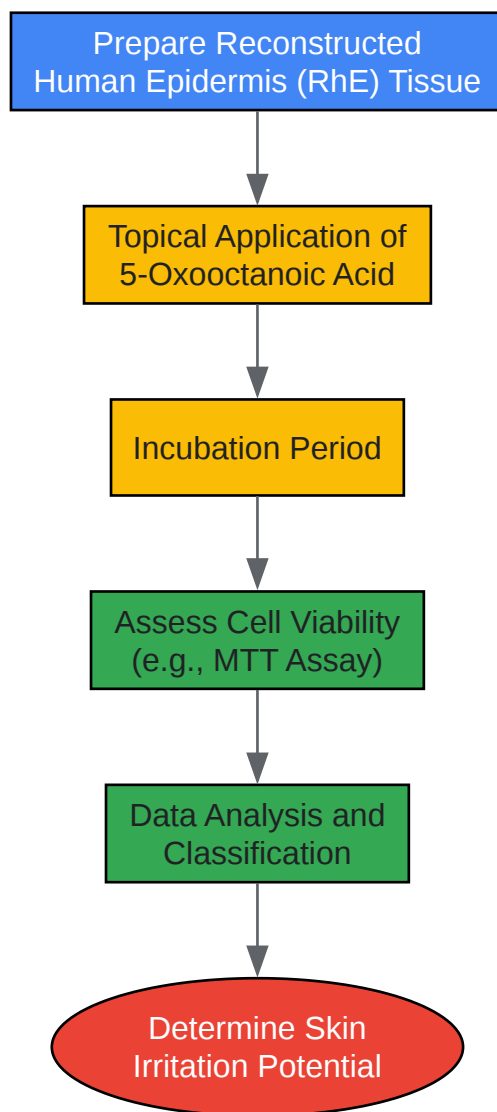 Prepare Reconstructed
Human Epidermis (RhE) Tissue
Topical Application of
5-Oxooctanoic Acid
Incubation Period
Assess Cell Viability
(e.g., MTT Assay)
Data Analysis and
Classification
Determine Skin
Irritation Potential